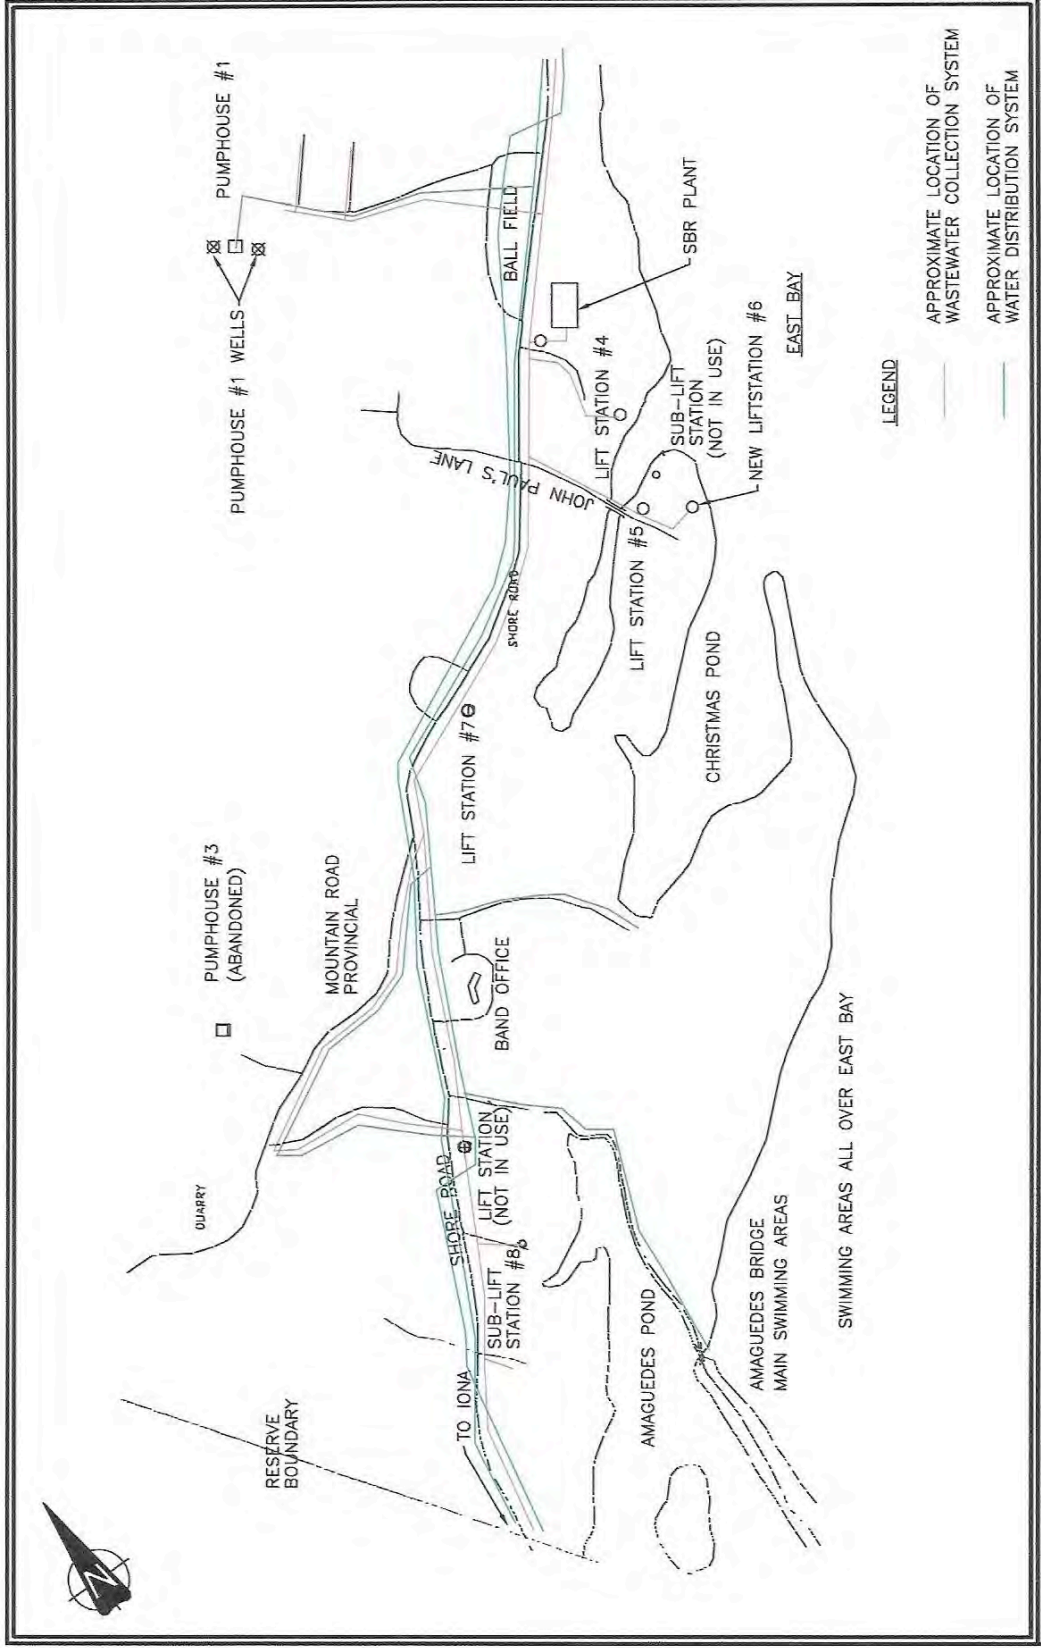 PUMPHOUSE #1
PUMPHOUSE #1 WELLS
BALL FIELD
SBR PLANT
LIFT STATION #4
SUB-LIFT
STATION
(NOT IN USE)
NEW LIFTSTATION #6
EAST BAY
JOHN PAUL'S LANE
LIFT STATION #5
SHORE ROAD
CHRISTMAS POND
LIFT STATION #7
PUMPHOUSE #3
(ABANDONED)
MOUNTAIN ROAD
PROVINCIAL
BAND OFFICE
QUARRY
SHORE ROAD
LIFT STATION
(NOT IN USE)
SUB-LIFT
STATION #8
TO IONA
RESERVE
BOUNDARY
AMAGUEDES POND
AMAGUEDES BRIDGE
MAIN SWIMMING AREAS
SWIMMING AREAS ALL OVER EAST BAY
N
LEGEND
APPROXIMATE LOCATION OF
WASTEWATER COLLECTION SYSTEM
APPROXIMATE LOCATION OF
WATER DISTRIBUTION SYSTEM